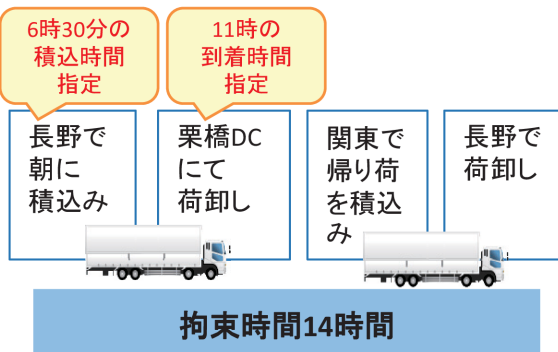 6時30分の
積込時間
指定
11時の
到着時間
指定
長野で
朝に
積込み
栗橋DC
にて
荷卸し
関東で
帰り荷
を積込
み
長野で
荷卸し
拘束時間14時間